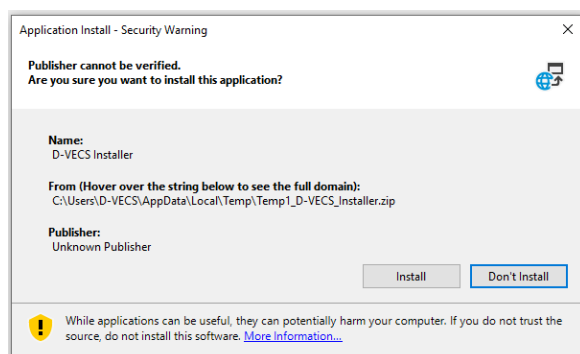 Application Install - Security Warning
Publisher cannot be verified.
Are you sure you want to install this application?
Name:
D-VECS Installer
From (Hover over the string below to see the full domain):
C:\Users\D-VECS\AppData\Local\Temp\Temp1_D-VECS_Installer.zip
Publisher:
Unknown Publisher
Install
Don't Install
While applications can be useful, they can potentially harm your computer. If you do not trust the
source, do not install this software. More Information...